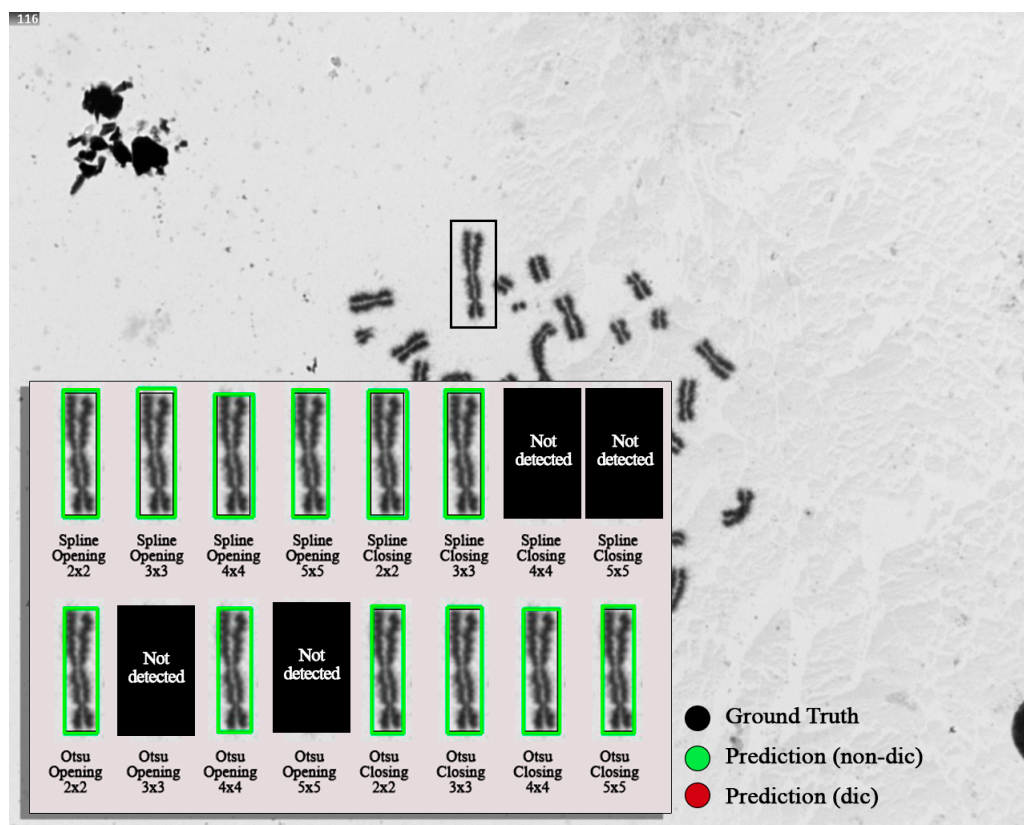 116
Not
detected
Not
detected
Spline
Opening
2x2
Spline
Opening
3x3
Spline
Opening
4x4
Spline
Opening
5x5
Spline
Closing
2x2
Spline
Closing
3x3
Spline
Closing
4x4
Spline
Closing
5x5
Not
detected
Not
detected
Otsu
Opening
2x2
Otsu
Opening
3x3
Otsu
Opening
4x4
Otsu
Opening
5x5
Otsu
Closing
2x2
Otsu
Closing
3x3
Otsu
Closing
4x4
Otsu
Closing
5x5
Ground Truth
Prediction (non-dic)
Prediction (dic)